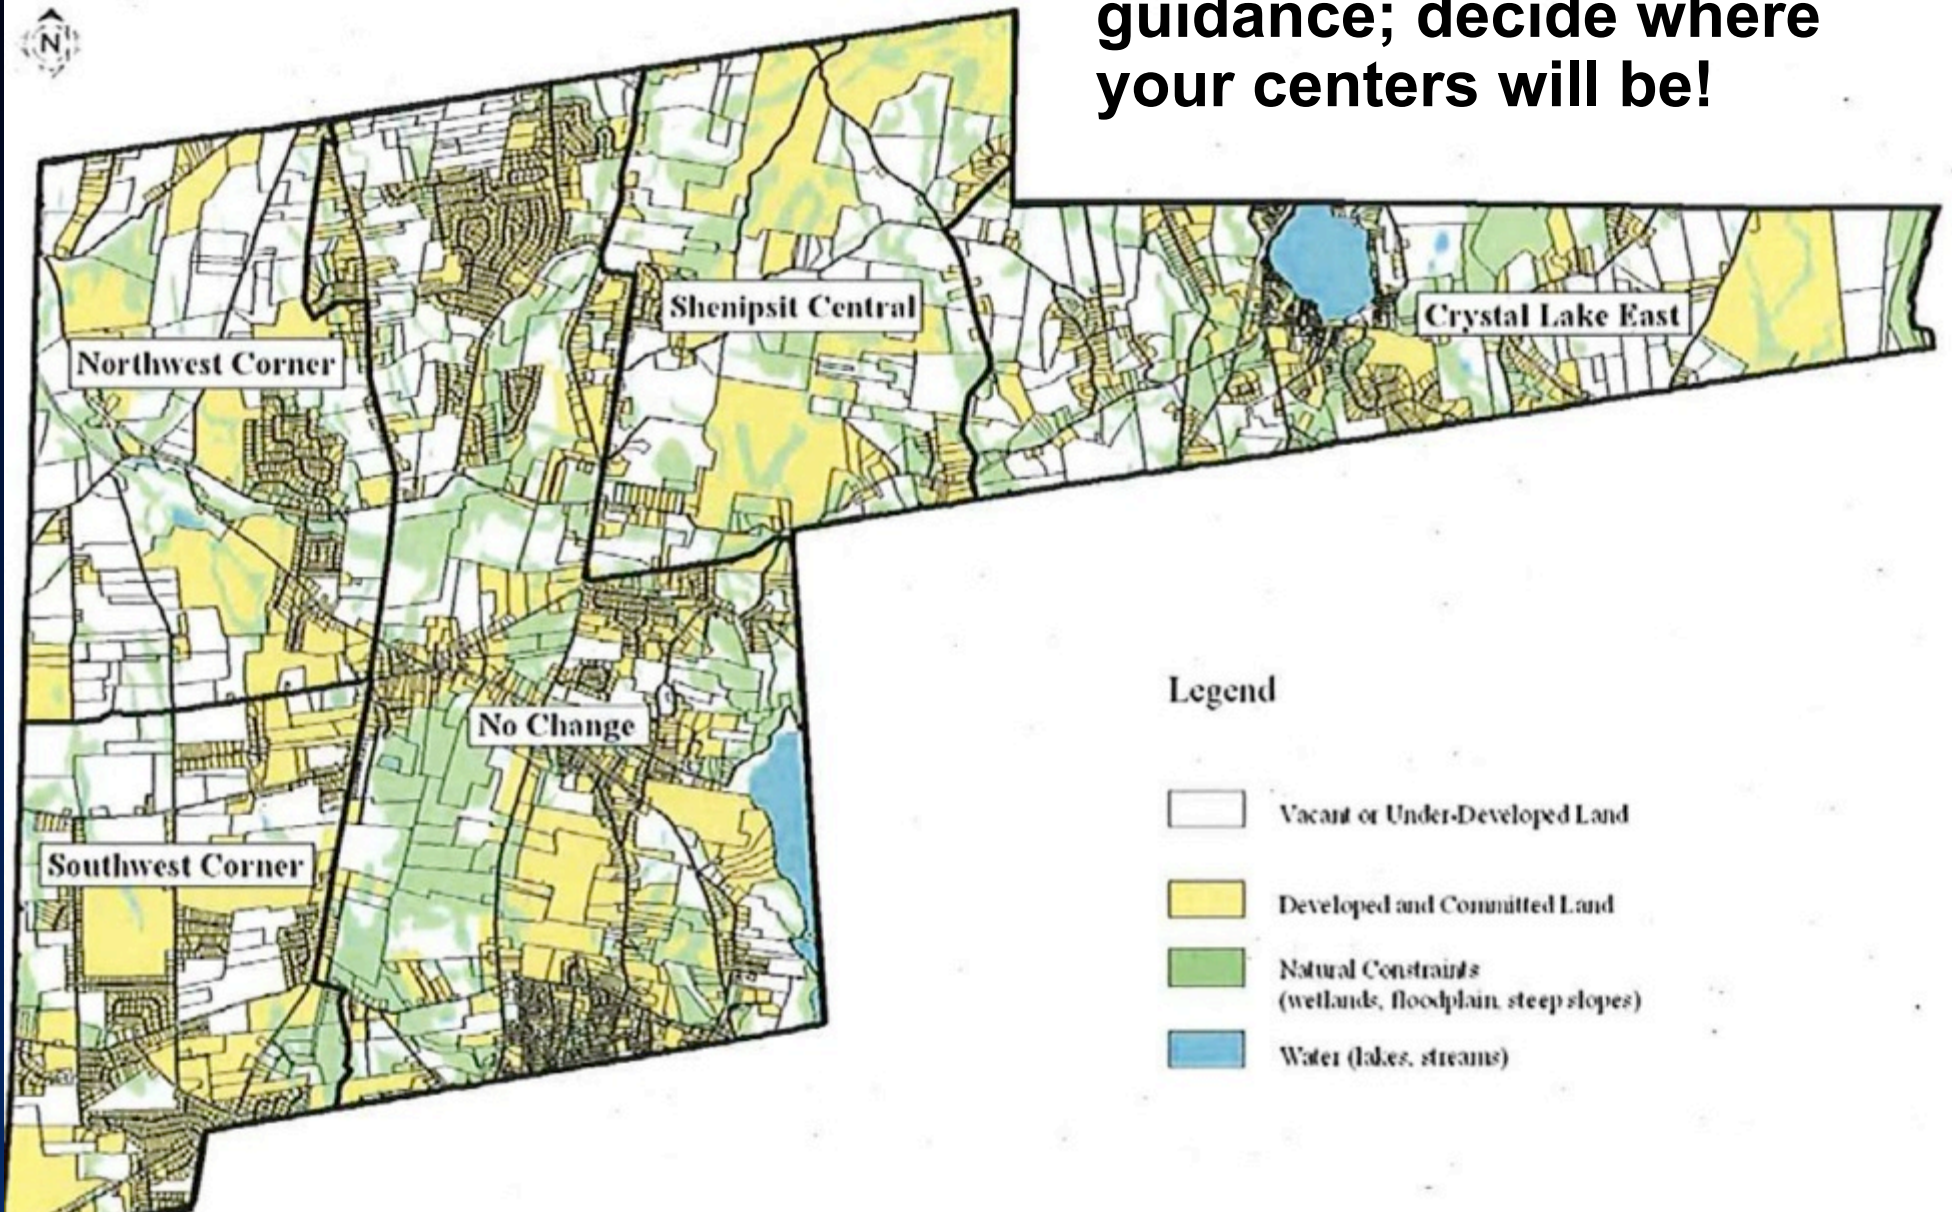 guidance; decide where
your centers will be!
N
Shenipsit Central
Crystal Lake East
Northwest Corner
No Change
Southwest Corner
Legend
Vacant or Under-Developed Land
Developed and Committed Land
Natural Constraints
(wetlands, floodplain, steep slopes)
Water (lakes, streams)